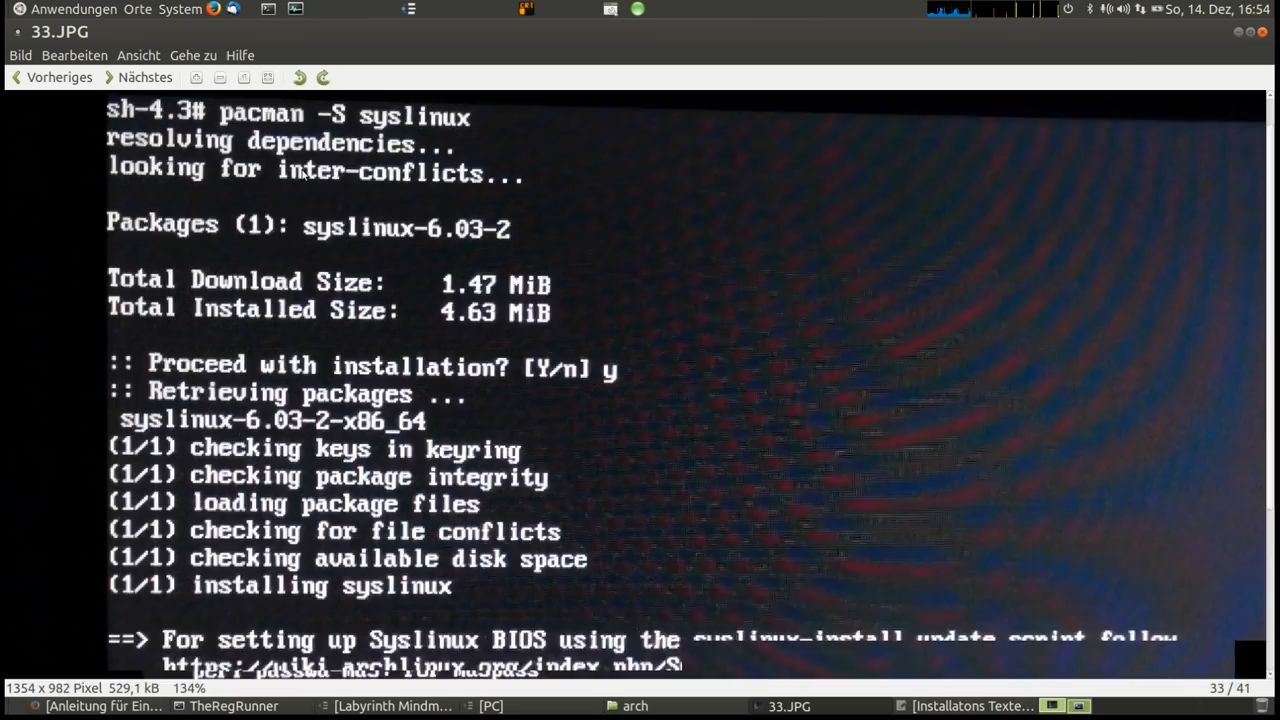 Anwendungen Orte System So, 14. Dez, 16:54
33.JPG
Bild Bearbeiten Ansicht Gehe zu Hilfe
Vorheriges Nächstes
sh-4.3# pacman -S syslinux
resolving dependencies...
looking for inter-conflicts...
Packages (1): syslinux-6.03-2
Total Download Size: 1.47 MiB
Total Installed Size: 4.63 MiB
:: Proceed with installation? [Y/n] y
:: Retrieving packages ...
syslinux-6.03-2-x86_64
(1/1) checking keys in keyring
(1/1) checking package integrity
(1/1) loading package files
(1/1) checking for file conflicts
(1/1) checking available disk space
(1/1) installing syslinux
==> For setting up Syslinux BIOS using the syslinux-install_update script follow
1354 x 982 Pixel 529,1 kB 134% 33 / 41
[Anleitung für Ein... TheRegRunner [Labyrinth Mindm... [PC] arch 33.JPG [Installatons Texte...